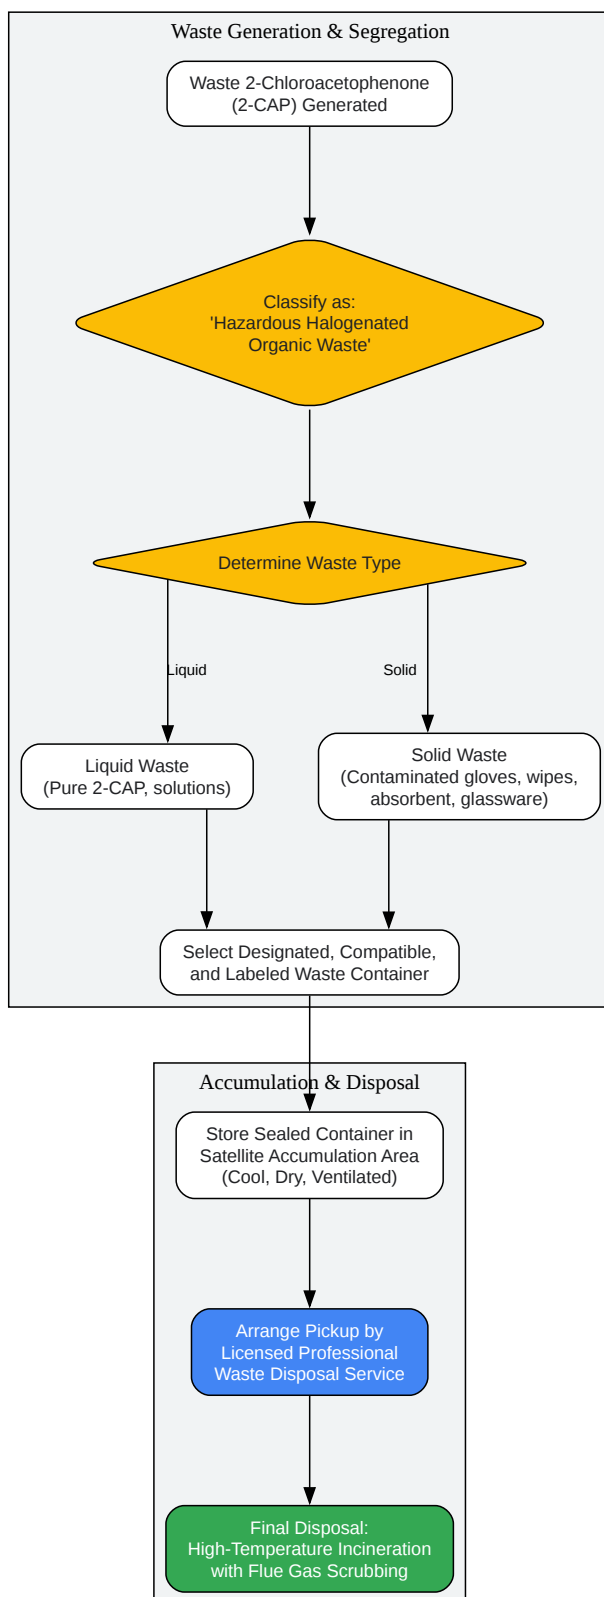 Waste Generation & Segregation
Waste 2-Chloroacetophenone
(2-CAP) Generated
Classify as:
'Hazardous Halogenated
Organic Waste'
Determine Waste Type
Liquid
Solid
Liquid Waste
(Pure 2-CAP, solutions)
Solid Waste
(Contaminated gloves, wipes,
absorbent, glassware)
Select Designated, Compatible,
and Labeled Waste Container
Accumulation & Disposal
Store Sealed Container in
Satellite Accumulation Area
(Cool, Dry, Ventilated)
Arrange Pickup by
Licensed Professional
Waste Disposal Service
Final Disposal:
High-Temperature Incineration
with Flue Gas Scrubbing